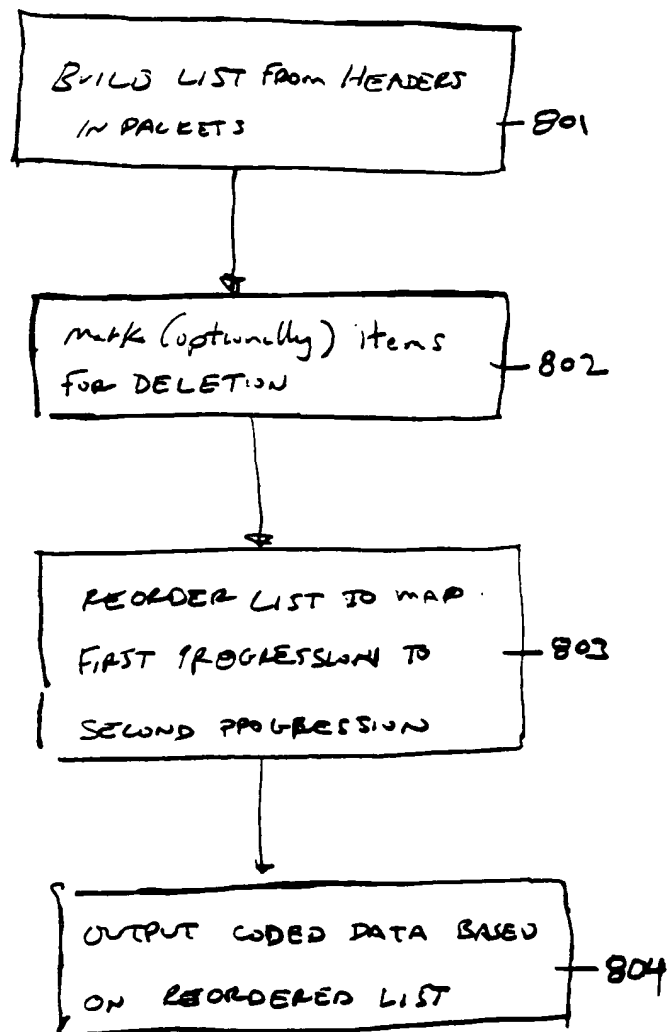 BUILD LIST FROM HEADERS
IN PACKETS
801
Mark (optionally) items
FOR DELETION
802
REORDER LIST TO MAP
FIRST PROGRESSION TO
SECOND PROGRESSION
803
OUTPUT CODED DATA BASED
ON REORDERED LIST
804